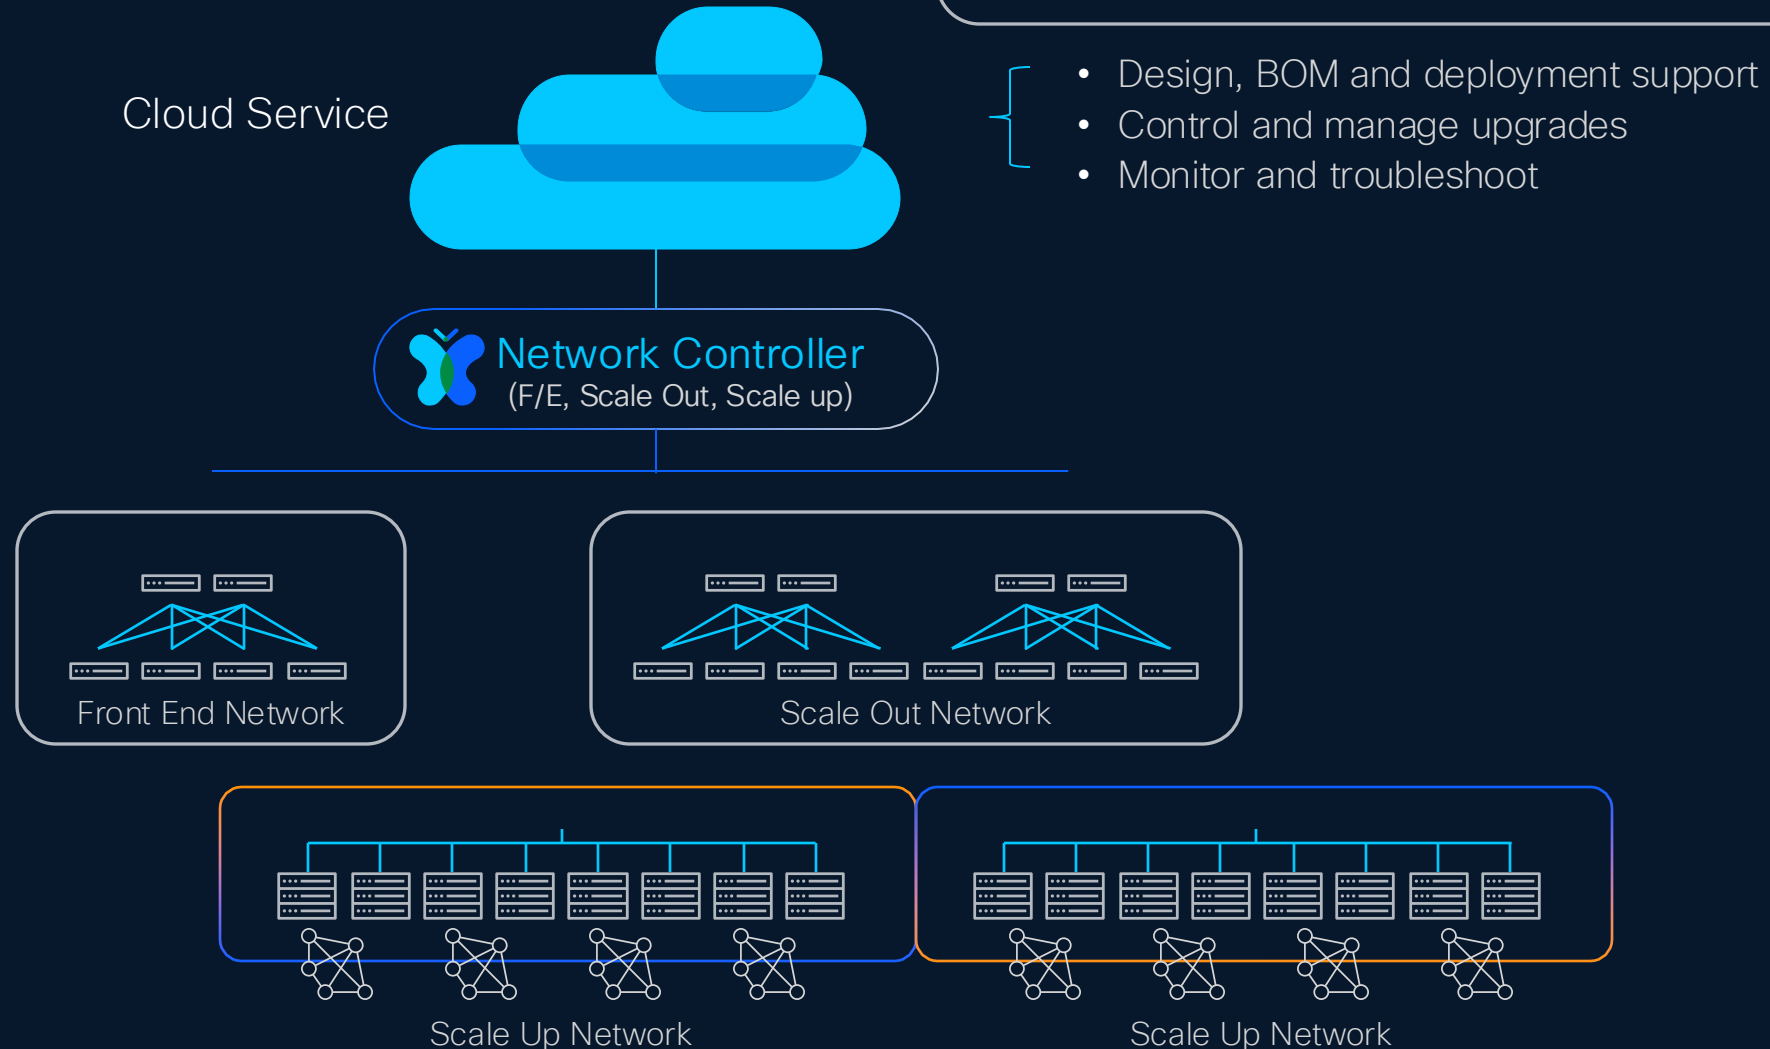 Cloud Service
• Design, BOM and deployment support
• Control and manage upgrades
• Monitor and troubleshoot
Network Controller
(F/E, Scale Out, Scale up)
Front End Network
Scale Out Network
Scale Up Network
Scale Up Network